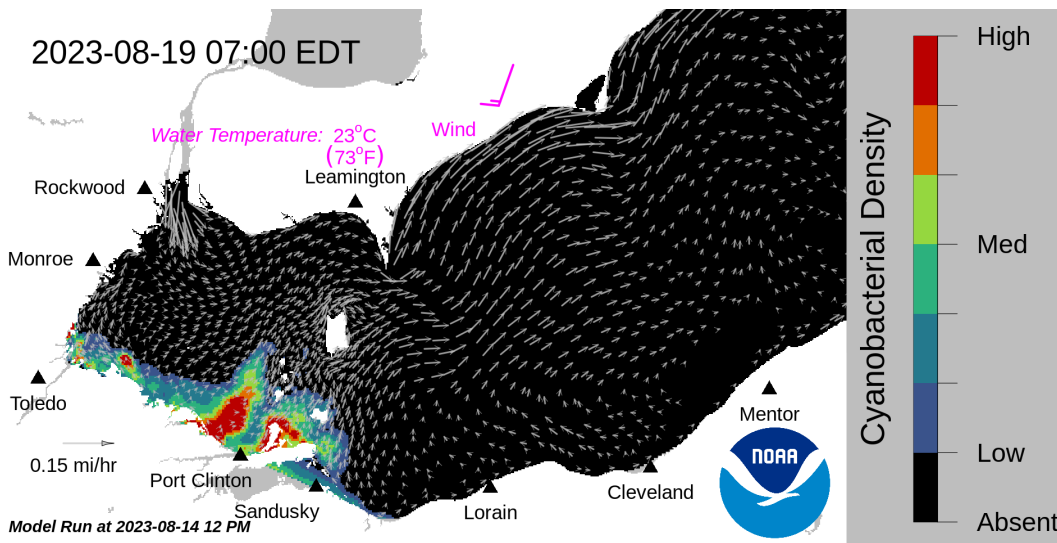 2023-08-19 07:00 EDT
Water Temperature: 23°C
(73°F)
Wind
Leamington
Rockwood
Monroe
Toledo
0.15 mi/hr
Port Clinton
Sandusky
Lorain
Cleveland
Mentor
NOAA
Model Run at 2023-08-14 12 PM
Cyanobacterial Density
High
Med
Low
Absent